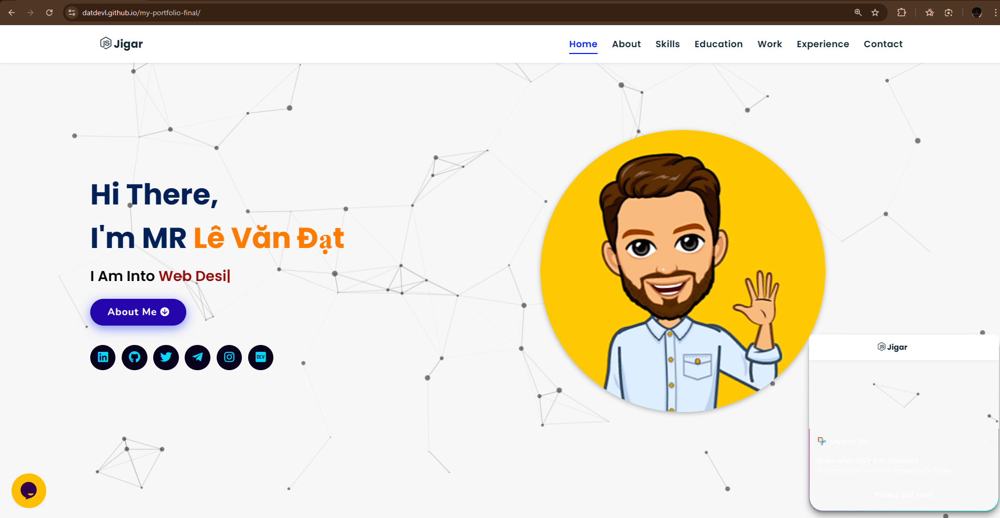 datdevl.github.io/my-portfolio-final/
Jigar
Home About Skills Education Work Experience Contact
Hi There,
I'm MR Lê Văn Đạt
I Am Into Web Desi|
About Me
DEV
Jigar
Snipping Tool
Screenshot copied to clipboard
Automatically saved to screenshots folder.
Markup and share